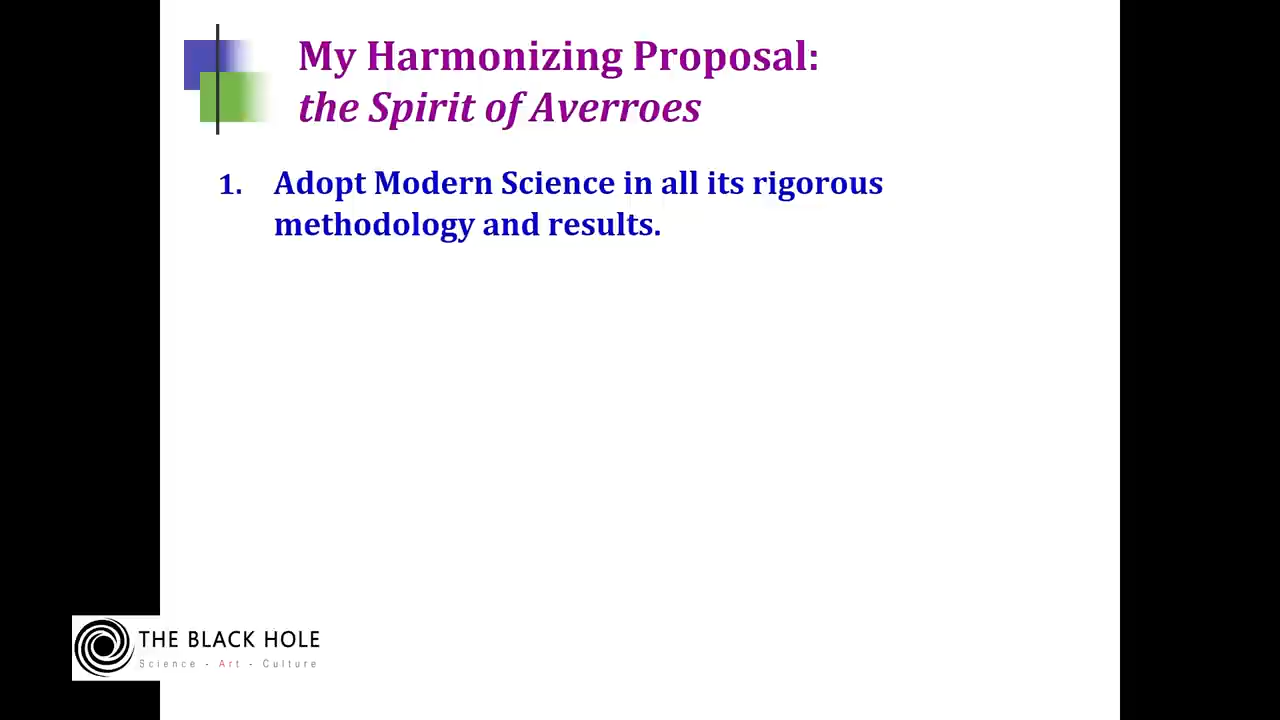 My Harmonizing Proposal:
the Spirit of Averroes
1. Adopt Modern Science in all its rigorous
methodology and results.
THE BLACK HOLE
Science - Art - Culture